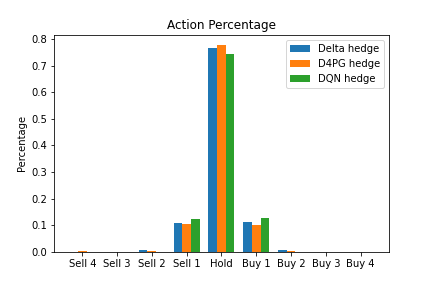 Action Percentage
Percentage
0.8
0.7
0.6
0.5
0.4
0.3
0.2
0.1
0.0
Delta hedge
D4PG hedge
DQN hedge
Sell 4 Sell 3 Sell 2 Sell 1 Hold Buy 1 Buy 2 Buy 3 Buy 4